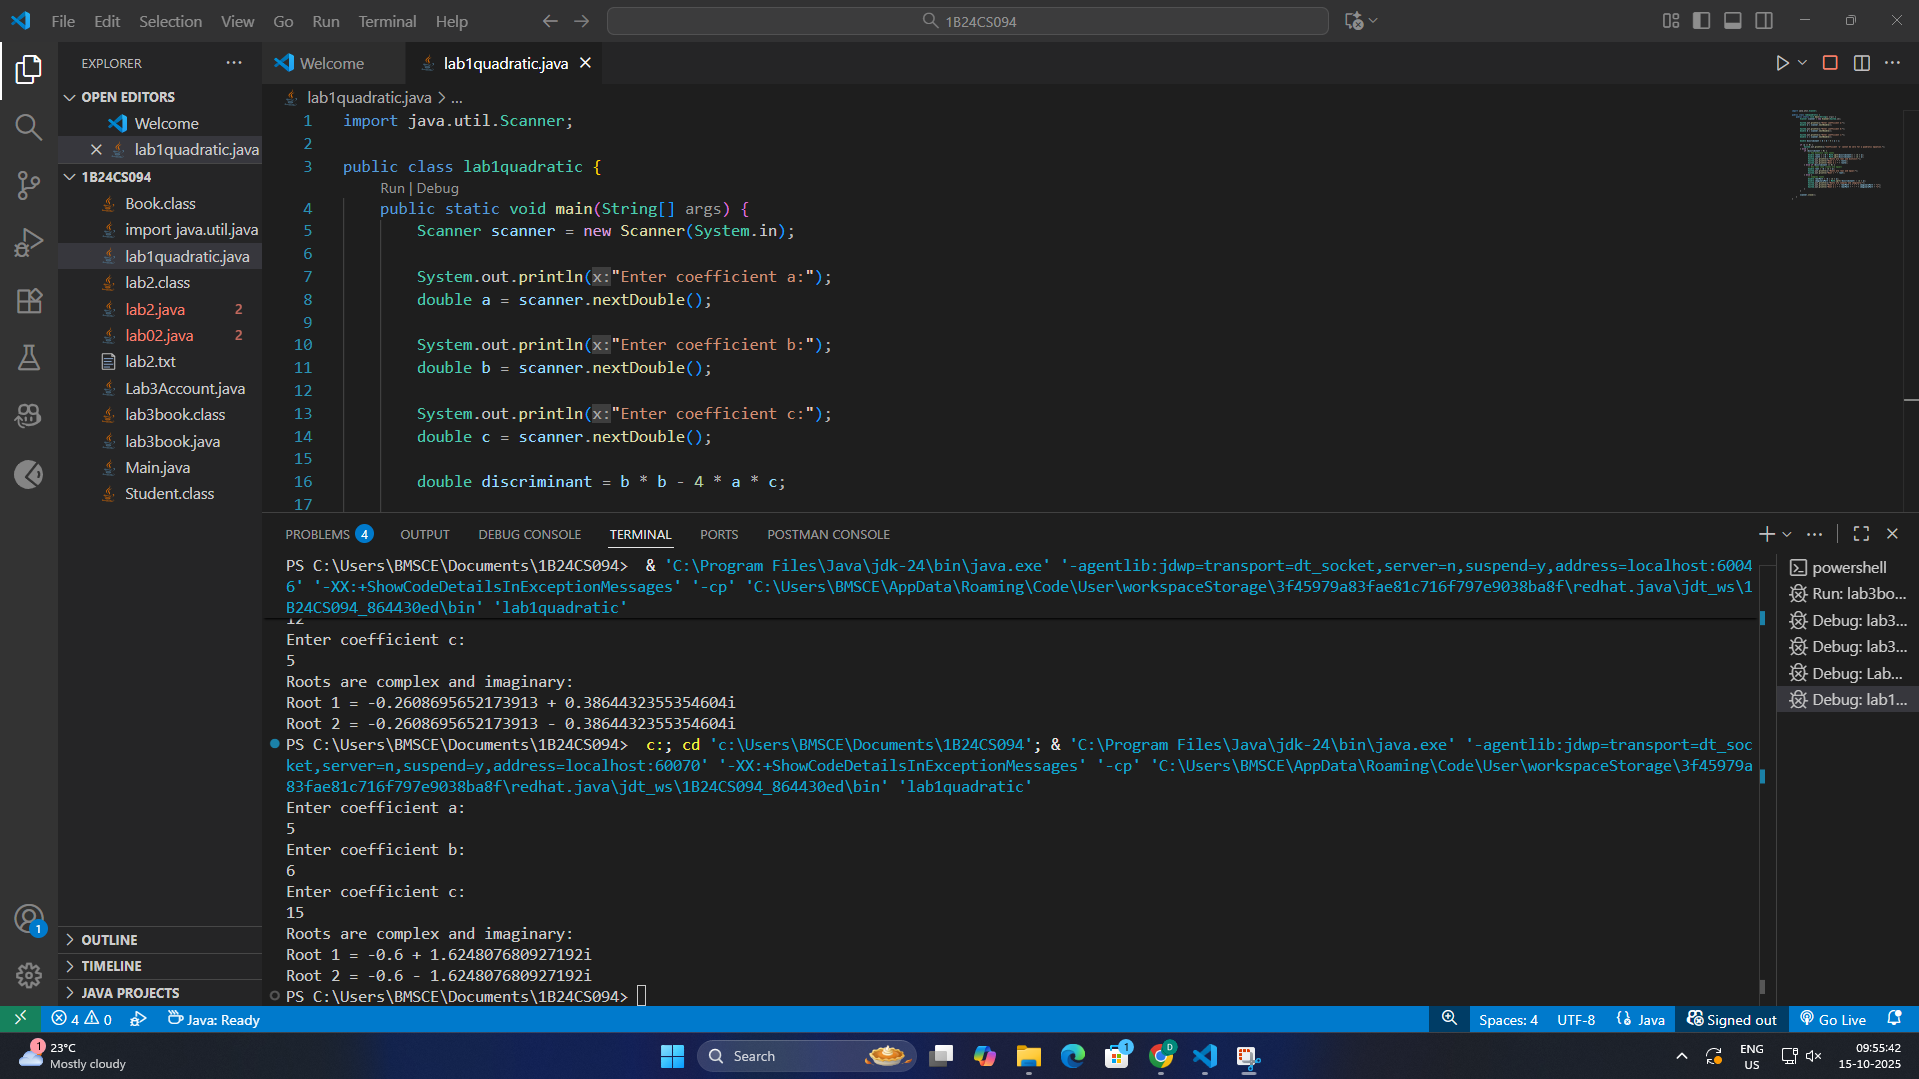 File Edit Selection View Go Run Terminal Help
1B24CS094
EXPLORER
OPEN EDITORS
Welcome
lab1quadratic.java
1B24CS094
Book.class
import java.util.java
lab1quadratic.java
lab2.class
lab2.java 2
lab02.java 2
lab2.txt
Lab3Account.java
lab3book.class
lab3book.java
Main.java
Student.class
OUTLINE
TIMELINE
JAVA PROJECTS
Welcome lab1quadratic.java
lab1quadratic.java > ...
1 import java.util.Scanner;
2
3 public class lab1quadratic {
Run | Debug
4 public static void main(String[] args) {
5 Scanner scanner = new Scanner(System.in);
6
7 System.out.println(x:"Enter coefficient a:");
8 double a = scanner.nextDouble();
9
10 System.out.println(x:"Enter coefficient b:");
11 double b = scanner.nextDouble();
12
13 System.out.println(x:"Enter coefficient c:");
14 double c = scanner.nextDouble();
15
16 double discriminant = b * b - 4 * a * c;
17
PROBLEMS 4 OUTPUT DEBUG CONSOLE TERMINAL PORTS POSTMAN CONSOLE
PS C:\Users\BMSCE\Documents\1B24CS094> & 'C:\Program Files\Java\jdk-24\bin\java.exe' '-agentlib:jdwp=transport=dt_socket,server=n,suspend=y,address=localhost:6004
6' '-XX:+ShowCodeDetailsInExceptionMessages' '-cp' 'C:\Users\BMSCE\AppData\Roaming\Code\User\workspaceStorage\3f45979a83fae81c716f797e9038ba8f\redhat.java\jdt_ws\1
B24CS094_864430ed\bin' 'lab1quadratic'
12
Enter coefficient c:
5
Roots are complex and imaginary:
Root 1 = -0.2608695652173913 + 0.3864432355354604i
Root 2 = -0.2608695652173913 - 0.3864432355354604i
PS C:\Users\BMSCE\Documents\1B24CS094> c:; cd 'c:\Users\BMSCE\Documents\1B24CS094'; & 'C:\Program Files\Java\jdk-24\bin\java.exe' '-agentlib:jdwp=transport=dt_soc
ket,server=n,suspend=y,address=localhost:60070' '-XX:+ShowCodeDetailsInExceptionMessages' '-cp' 'C:\Users\BMSCE\AppData\Roaming\Code\User\workspaceStorage\3f45979a
83fae81c716f797e9038ba8f\redhat.java\jdt_ws\1B24CS094_864430ed\bin' 'lab1quadratic'
Enter coefficient a:
5
Enter coefficient b:
6
Enter coefficient c:
15
Roots are complex and imaginary:
Root 1 = -0.6 + 1.624807680927192i
Root 2 = -0.6 - 1.624807680927192i
PS C:\Users\BMSCE\Documents\1B24CS094>
powershell
Run: lab3bo...
Debug: lab3...
Debug: lab3...
Debug: Lab...
Debug: lab1...
1
4 0 Java: Ready
Spaces: 4 UTF-8 Java Signed out Go Live
1 23°C
Mostly cloudy
Search
1
D
ENG
US
09:55:42
15-10-2025